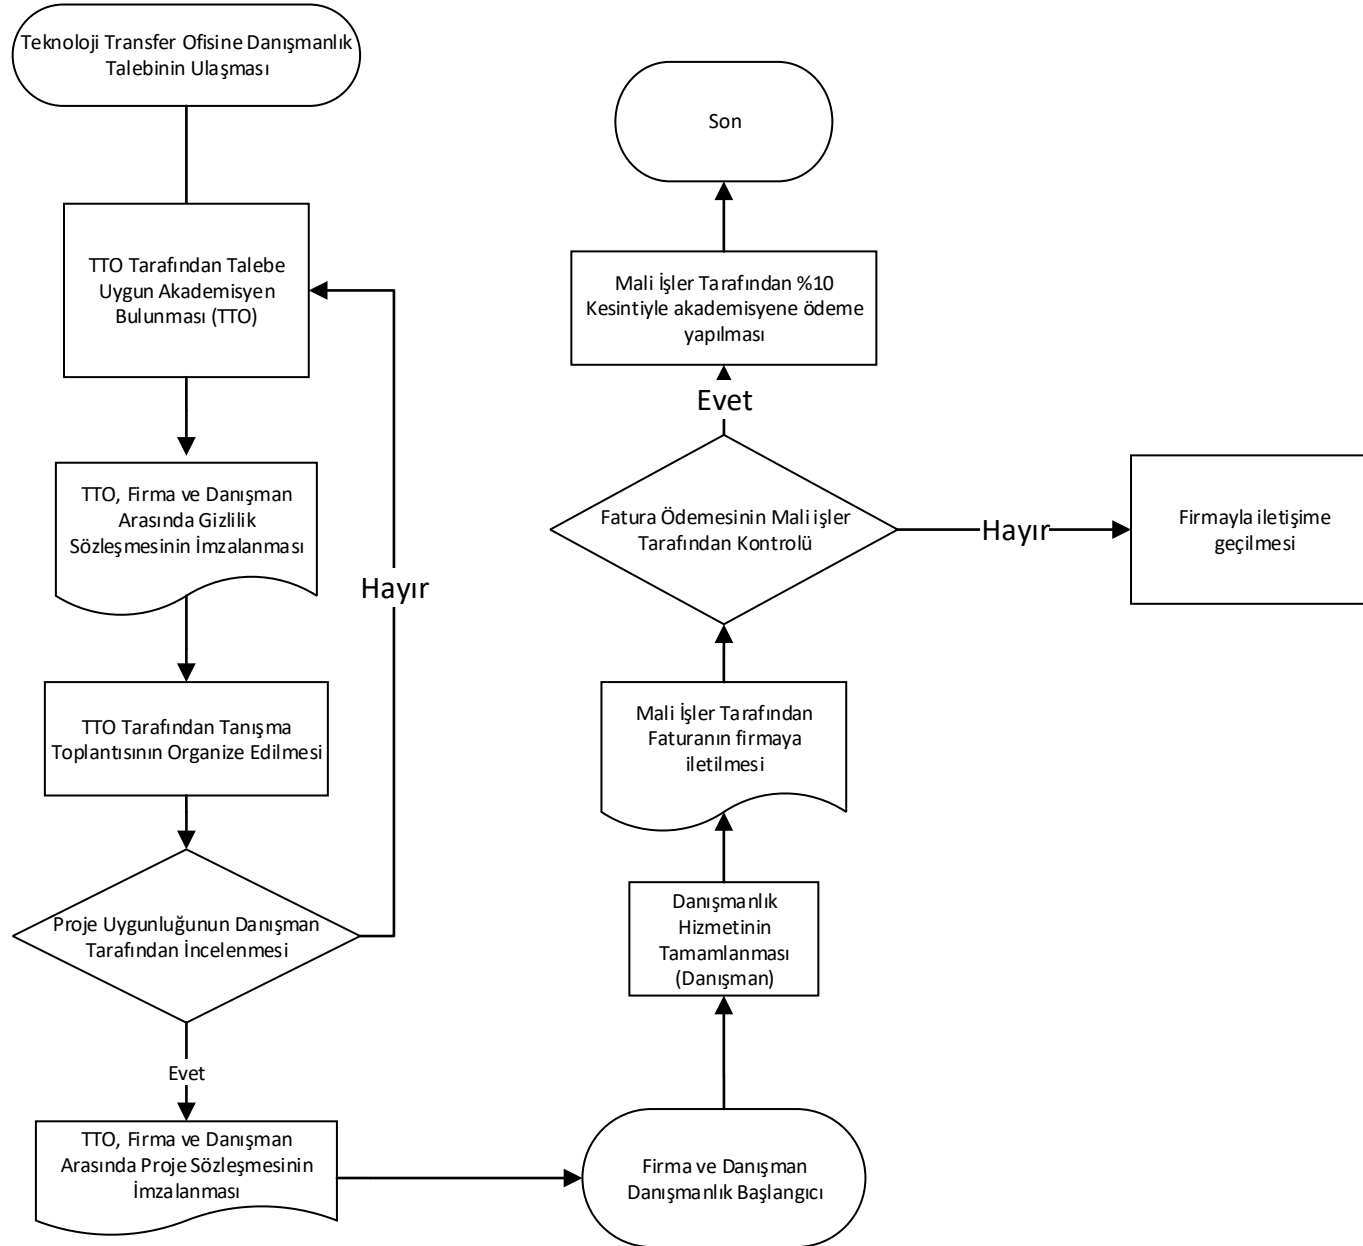 Teknoloji Transfer Ofisine Danışmanlık
Talebinin Ulaşması
TTO Tarafından Talebe
Uygun Akademisyen
Bulunması (TTO)
TTO, Firma ve Danışman
Arasında Gizlilik
Sözleşmesinin İmzalanması
Hayır
TTO Tarafından Tanışma
Toplantısının Organize Edilmesi
Proje Uygunluğunun Danışman
Tarafından İncelenmesi
Evet
TTO, Firma ve Danışman
Arasında Proje Sözleşmesinin
İmzalanması
Firma ve Danışman
Danışmanlık Başlangıcı
Danışmanlık
Hizmetinin
Tamamlanması
(Danışman)
Mali İşler Tarafından
Faturanın firmaya
iletilmesi
Fatura Ödemesinin Mali işler
Tarafından Kontrolü
Hayır
Firmayla iletişime
geçilmesi
Evet
Mali İşler Tarafından %10
Kesintiyle akademisyene ödeme
yapılması
Son